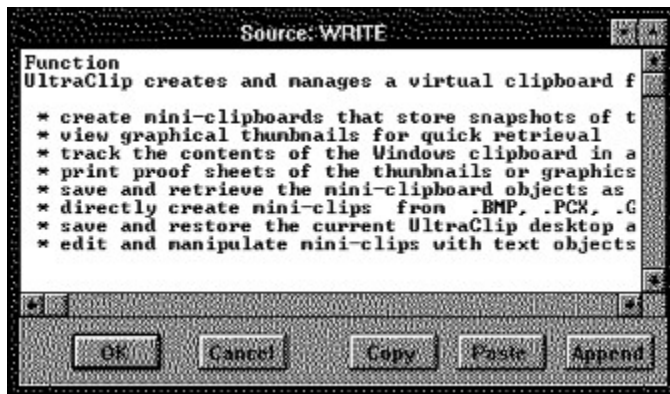 Source: WRITE
Function
UltraClip creates and manages a virtual clipboard f
* create mini-clipboards that store snapshots of t
* view graphical thumbnails for quick retrieval
* track the contents of the Windows clipboard in a
* print proof sheets of the thumbnails or graphics
* save and retrieve the mini-clipboard objects as
* directly create mini-clips from .BMP, .PCX, .G
* save and restore the current UltraClip desktop a
* edit and manipulate mini-clips with text objects
OK Cancel Copy Paste Append